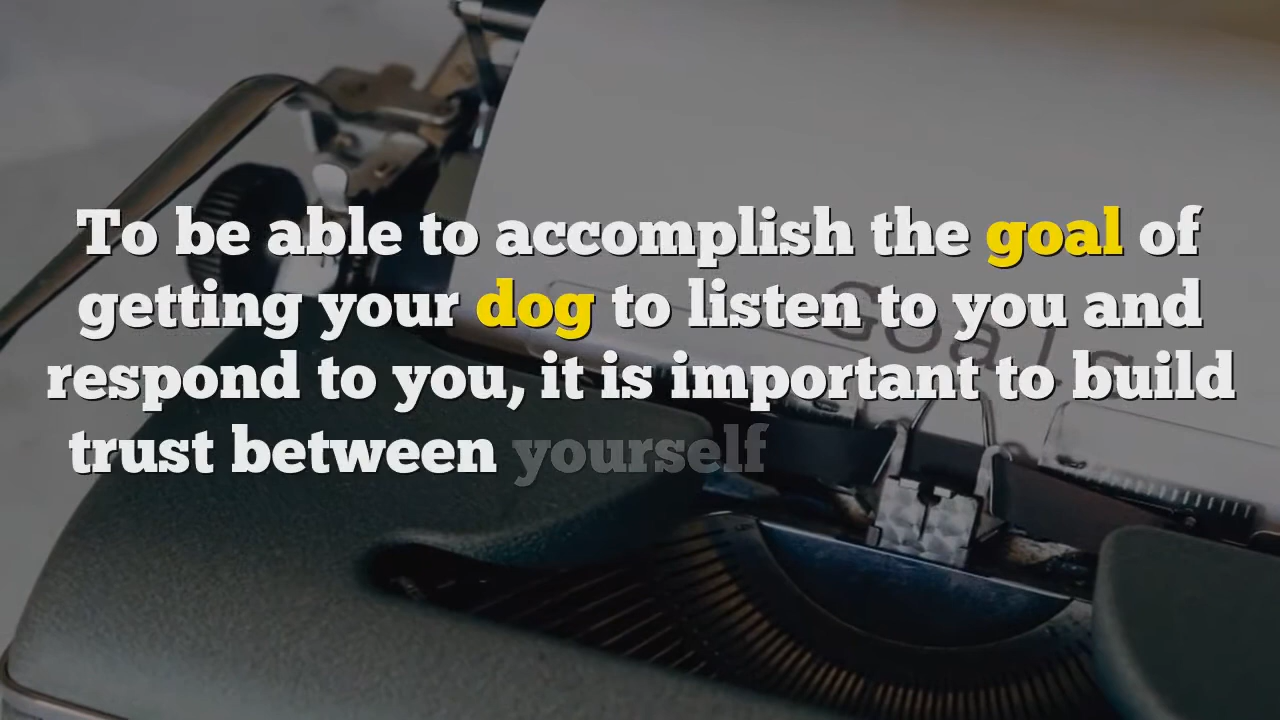 To be able to accomplish the goal of
getting your dog to listen to you and
respond to you, it is important to build
trust between yourself
Goals